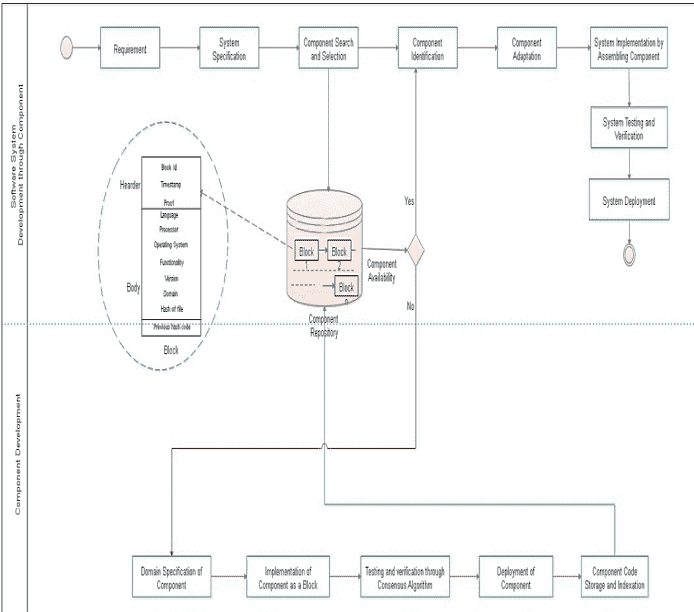 Software System
Development through Component
Requirement
System
Specification
Component Search
and Selection
Component
Identification
Component
Adaptation
System Implementation by
Assembling Component
System Testing and
Verification
System Deployment
Hearder
Block Id
Timestamp
Proof
Language
Processor
Operating System
Functionality
Version
Domain
Hash of file
Previous hash code
Body
Block
Block
Block
1
2
Block
n
Component
Repository
Component
Availability
Yes
No
Component Development
Domain Specification of
Component
Implementation of
Component as a Block
Testing and verification through
Consensus Algorithm
Deployment of
Component
Component Code
Storage and Indexation